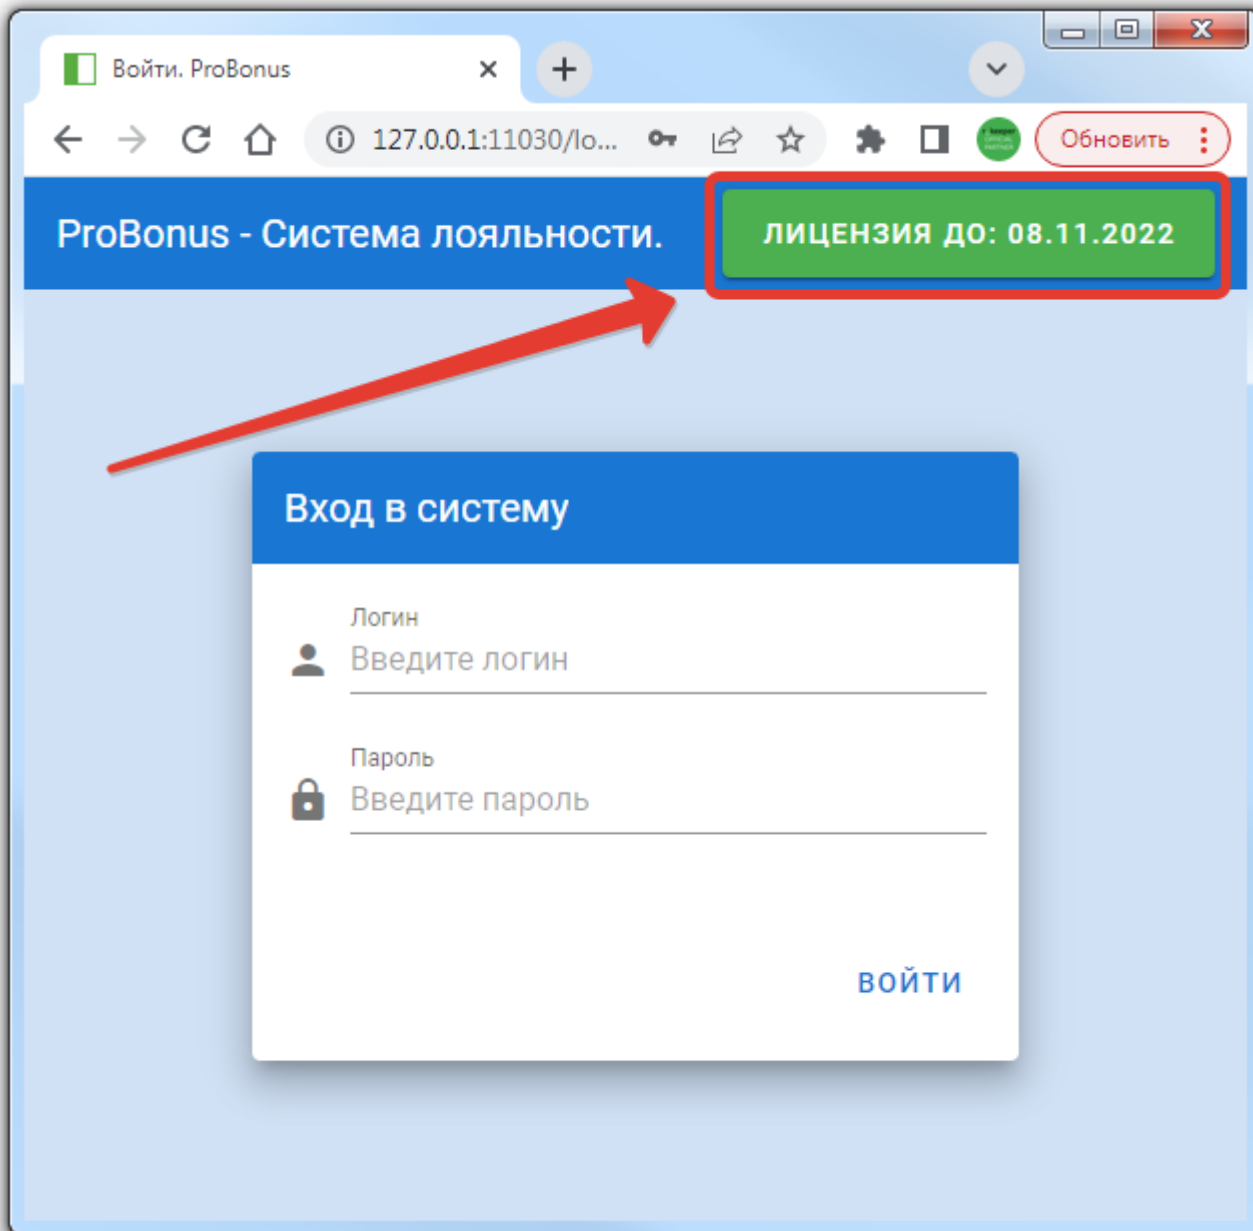 Войти. ProBonus
127.0.0.1:11030/lo...
Обновить
ProBonus - Система лояльности.
ЛИЦЕНЗИЯ ДО: 08.11.2022
Вход в систему
Логин
Введите логин
Пароль
Введите пароль
ВОЙТИ